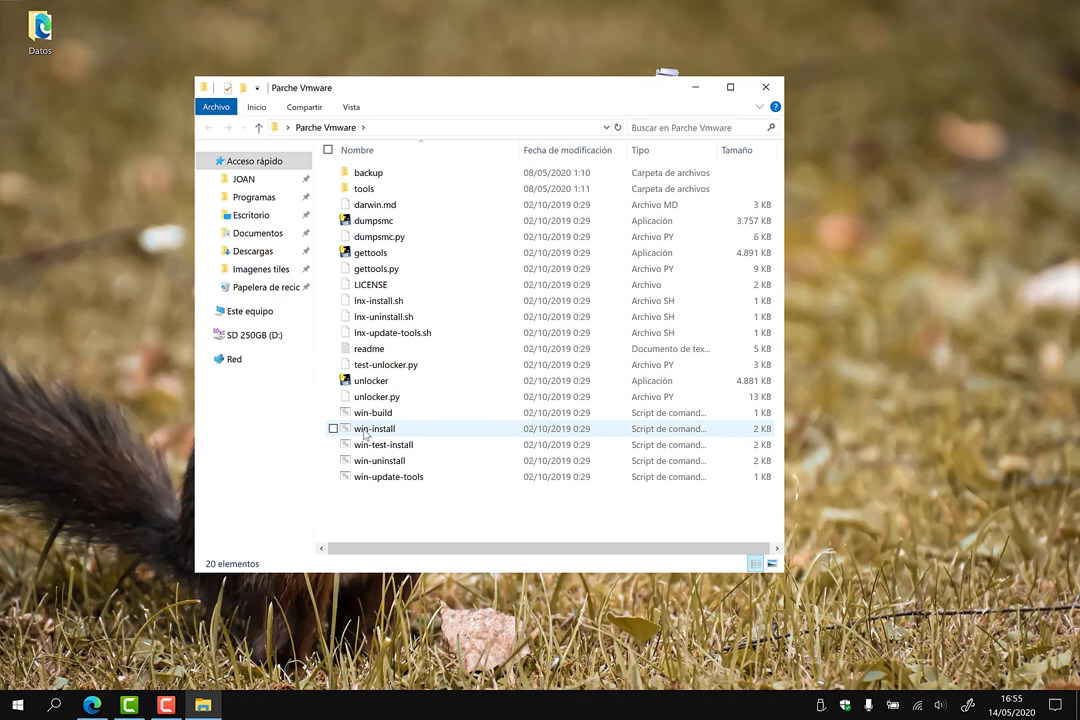 Datos
Parche Vmware
Archivo Inicio Compartir Vista
Parche Vmware
Buscar en Parche Vmware
Nombre Fecha de modificación Tipo Tamaño
Acceso rápido
JOAN
Programas
Escritorio
Documentos
Descargas
Imagenes tiles
Papelera de recic
Este equipo
SD 250GB (D:)
Red
backup 08/05/2020 1:10 Carpeta de archivos
tools 08/05/2020 1:11 Carpeta de archivos
darwin.md 02/10/2019 0:29 Archivo MD 3 KB
dumpsmc 02/10/2019 0:29 Aplicación 3.757 KB
dumpsmc.py 02/10/2019 0:29 Archivo PY 6 KB
gettools 02/10/2019 0:29 Aplicación 4.891 KB
gettools.py 02/10/2019 0:29 Archivo PY 9 KB
LICENSE 02/10/2019 0:29 Archivo 2 KB
lnx-install.sh 02/10/2019 0:29 Archivo SH 1 KB
lnx-uninstall.sh 02/10/2019 0:29 Archivo SH 1 KB
lnx-update-tools.sh 02/10/2019 0:29 Archivo SH 1 KB
readme 02/10/2019 0:29 Documento de tex... 5 KB
test-unlocker.py 02/10/2019 0:29 Archivo PY 3 KB
unlocker 02/10/2019 0:29 Aplicación 4.881 KB
unlocker.py 02/10/2019 0:29 Archivo PY 13 KB
win-build 02/10/2019 0:29 Script de comand... 1 KB
win-install 02/10/2019 0:29 Script de comand... 2 KB
win-test-install 02/10/2019 0:29 Script de comand... 2 KB
win-uninstall 02/10/2019 0:29 Script de comand... 2 KB
win-update-tools 02/10/2019 0:29 Script de comand... 1 KB
20 elementos
16:55
14/05/2020